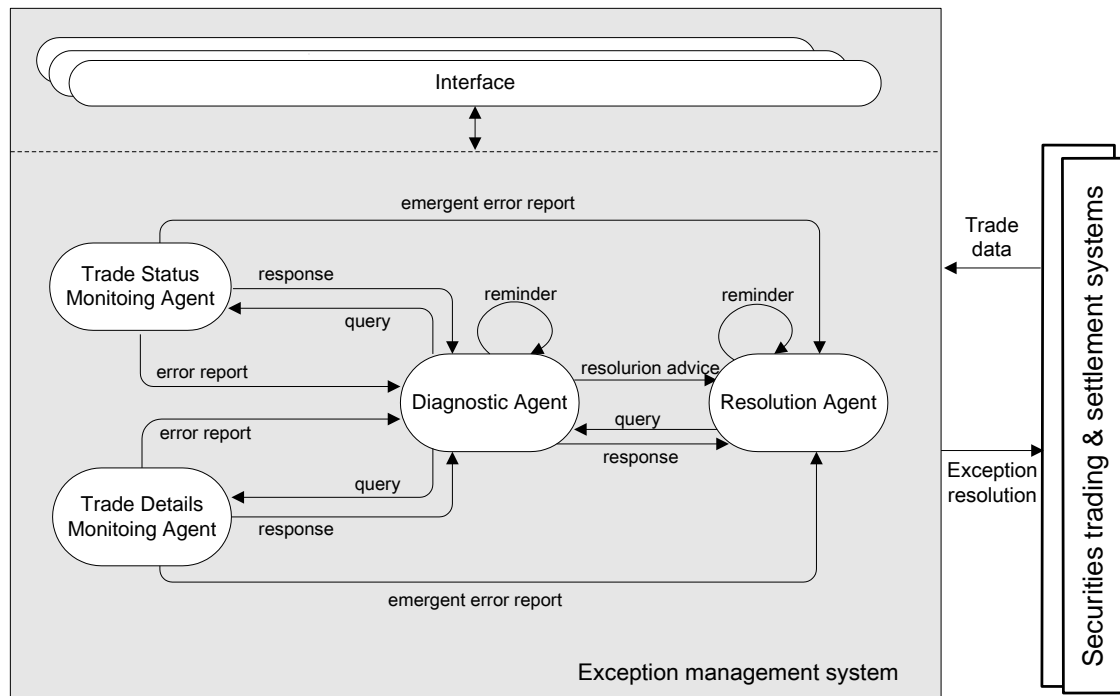 Interface
emergent error report
Trade Status
Monitoing Agent
response
query
error report
reminder
reminder
resolurion advice
Diagnostic Agent
Resolution Agent
query
response
error report
query
Trade Details
Monitoing Agent
response
emergent error report
Exception management system
Trade
data
Exception
resolution
Securities trading & settlement systems